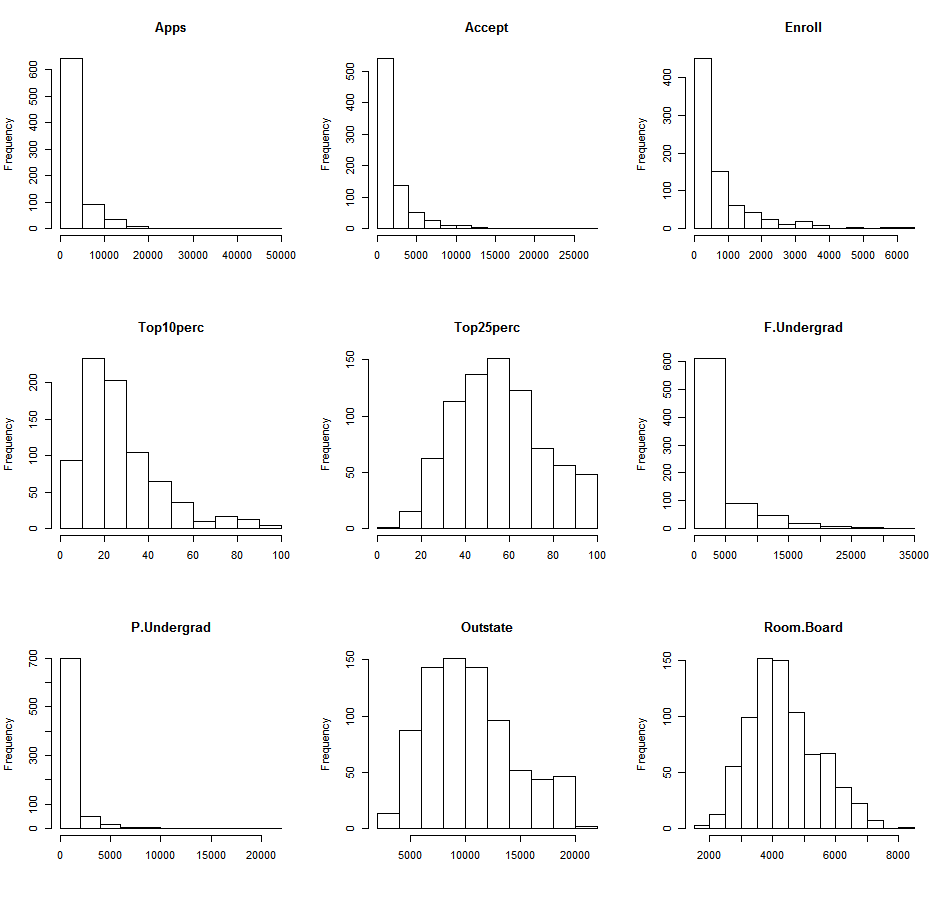 Apps
Frequency
0 100 200 300 400 500 600
0 10000 20000 30000 40000 50000
Accept
Frequency
0 100 200 300 400 500
0 5000 10000 15000 20000 25000
Enroll
Frequency
0 100 200 300 400
0 1000 2000 3000 4000 5000 6000
Top10perc
Frequency
0 50 100 150 200
0 20 40 60 80 100
Top25perc
Frequency
0 50 100 150
0 20 40 60 80 100
F.Undergrad
Frequency
0 100 200 300 400 500 600
0 5000 15000 25000 35000
P.Undergrad
Frequency
0 100 300 500 700
0 5000 10000 15000 20000
Outstate
Frequency
0 50 100 150
5000 10000 15000 20000
Room.Board
Frequency
0 50 100 150
2000 4000 6000 8000